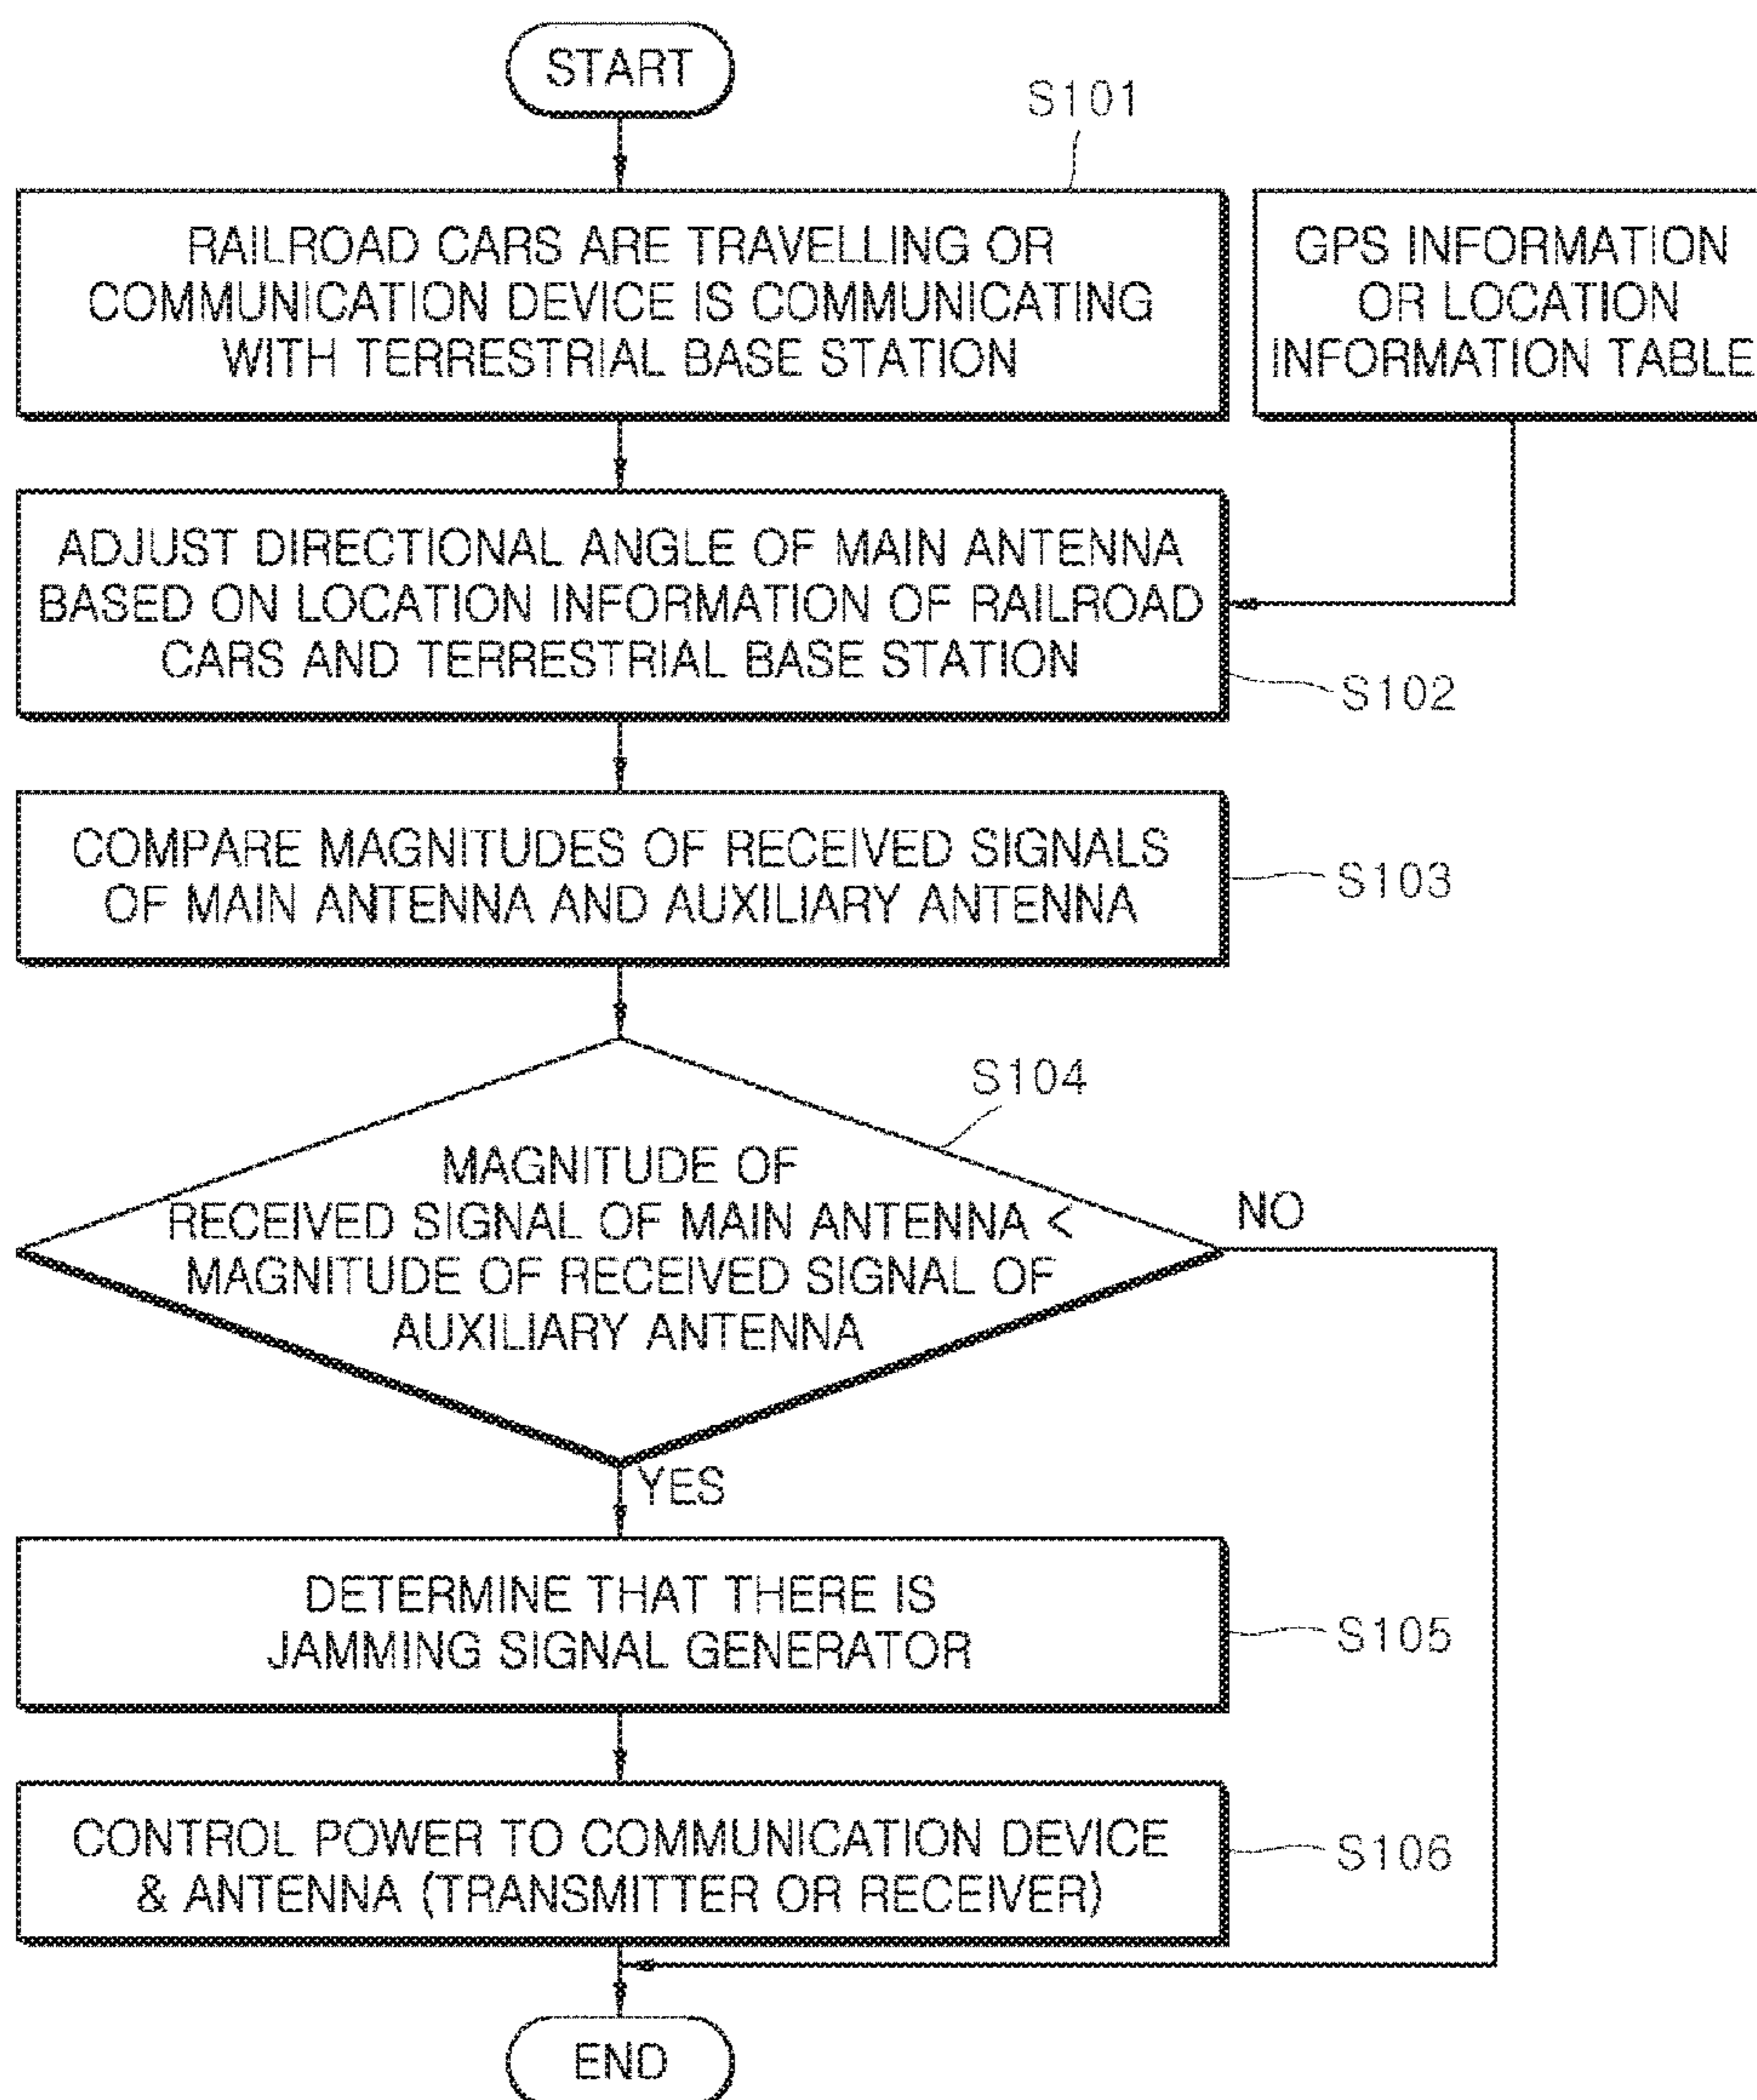 START
S101
RAILROAD CARS ARE TRAVELLING OR
COMMUNICATION DEVICE IS COMMUNICATING
WITH TERRESTRIAL BASE STATION
GPS INFORMATION
OR LOCATION
INFORMATION TABLE
ADJUST DIRECTIONAL ANGLE OF MAIN ANTENNA
BASED ON LOCATION INFORMATION OF RAILROAD
CARS AND TERRESTRIAL BASE STATION
S102
COMPARE MAGNITUDES OF RECEIVED SIGNALS
OF MAIN ANTENNA AND AUXILIARY ANTENNA
S103
S104
MAGNITUDE OF
RECEIVED SIGNAL OF MAIN ANTENNA <
MAGNITUDE OF RECEIVED SIGNAL OF
AUXILIARY ANTENNA
NO
YES
DETERMINE THAT THERE IS
JAMMING SIGNAL GENERATOR
S105
CONTROL POWER TO COMMUNICATION DEVICE
& ANTENNA (TRANSMITTER OR RECEIVER)
S106
END